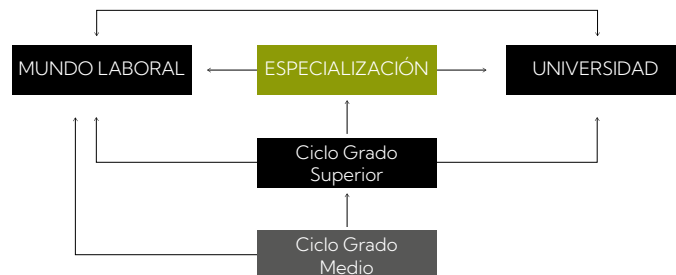 MUNDO LABORAL
ESPECIALIZACIÓN
UNIVERSIDAD
Ciclo Grado
Superior
Ciclo Grado
Medio